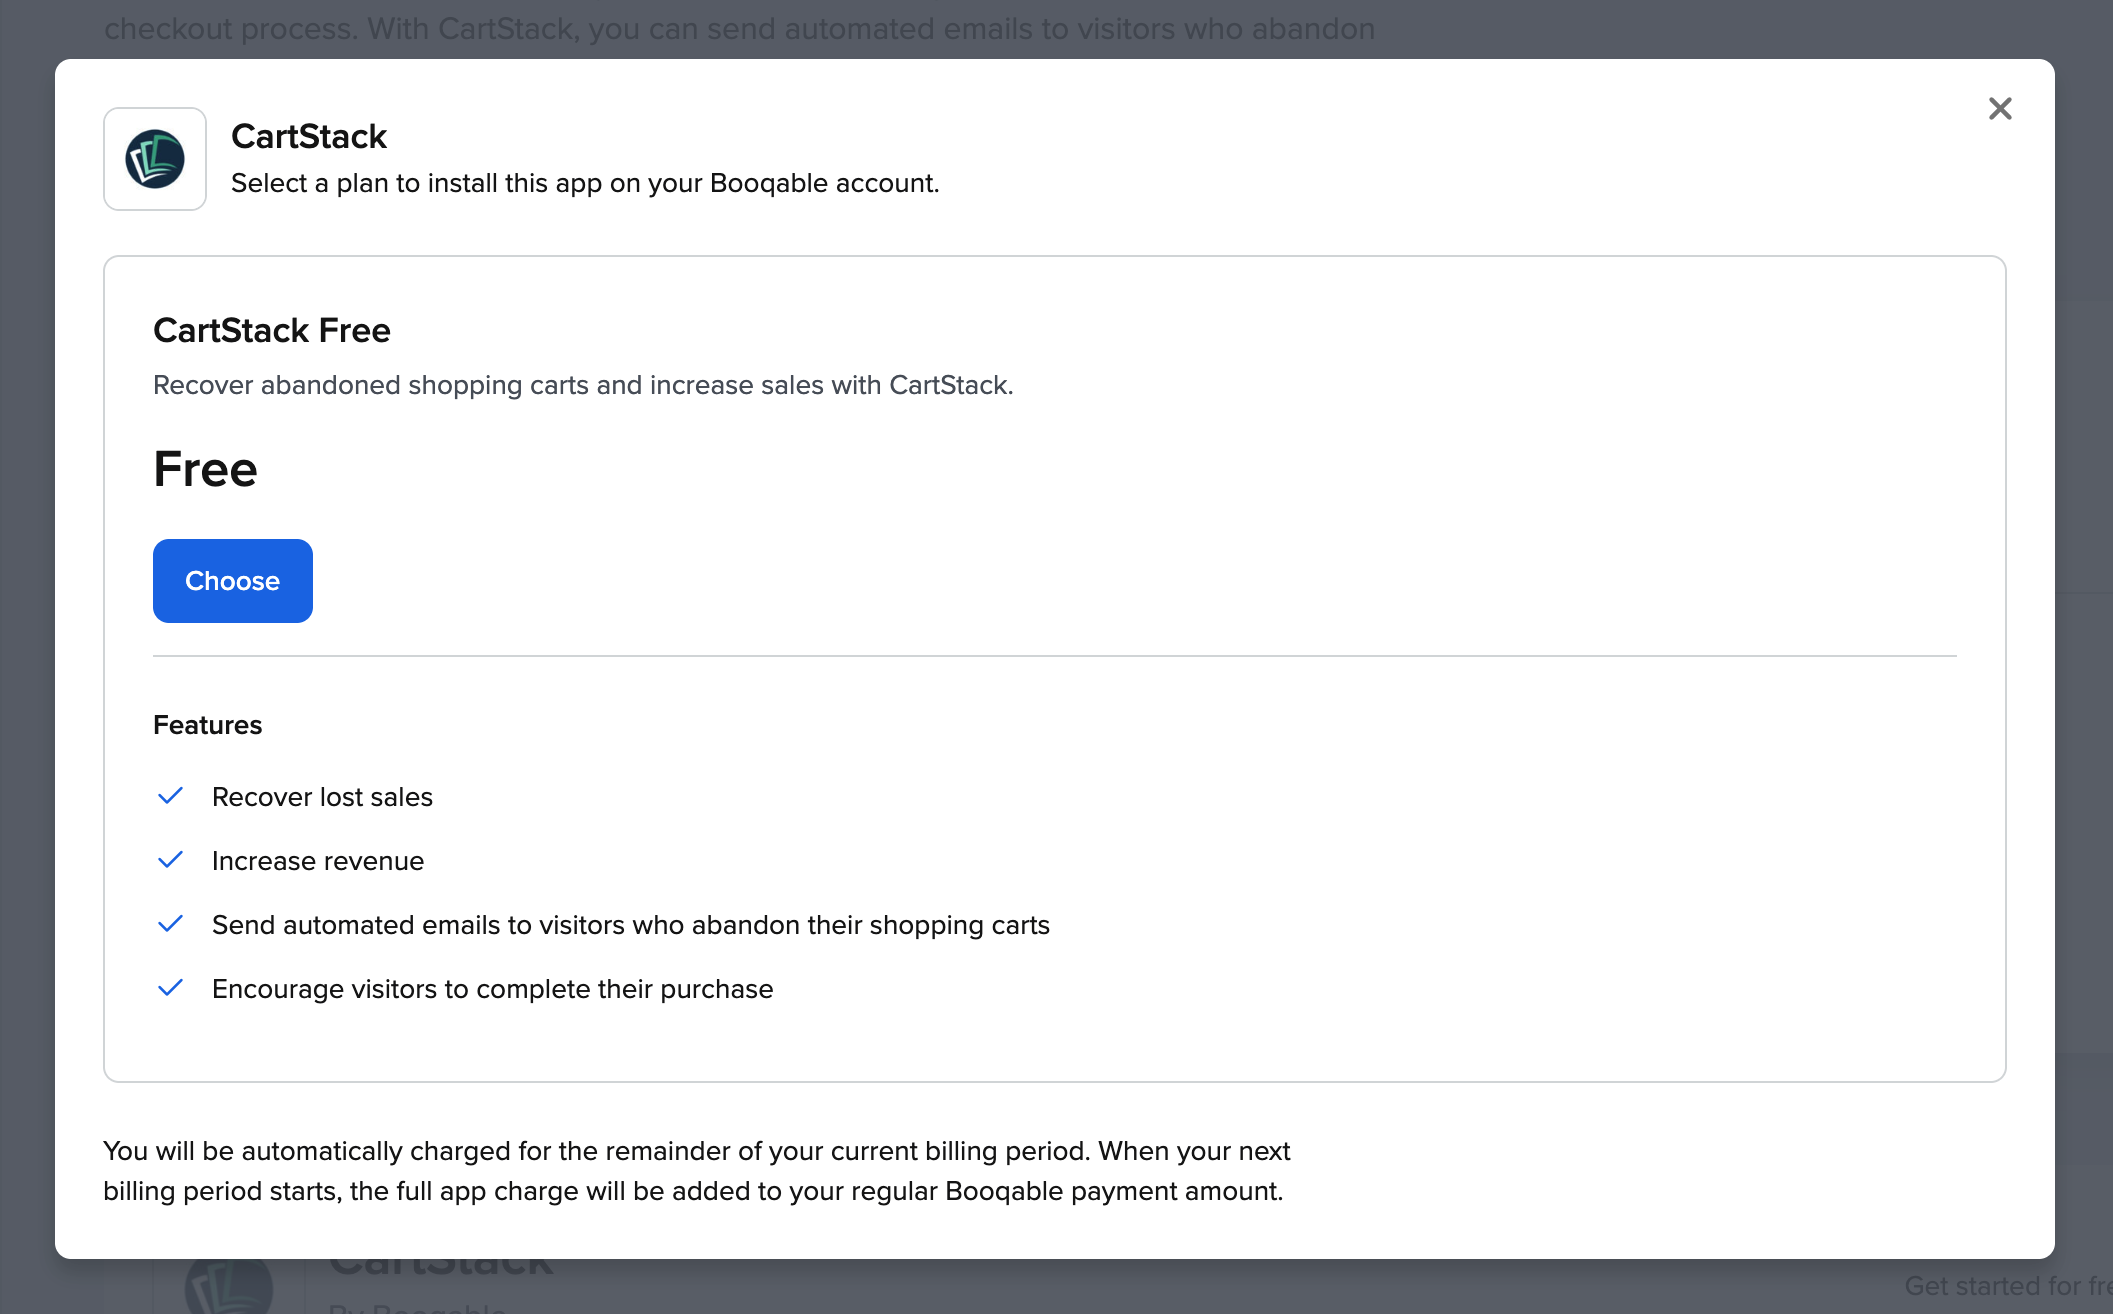 checkout process. With CartStack, you can send automated emails to visitors who abandon
CartStack
Select a plan to install this app on your Booqable account.
CartStack Free
Recover abandoned shopping carts and increase sales with CartStack.
Free
Choose
Features
Recover lost sales
Increase revenue
Send automated emails to visitors who abandon their shopping carts
Encourage visitors to complete their purchase
You will be automatically charged for the remainder of your current billing period. When your next
billing period starts, the full app charge will be added to your regular Booqable payment amount.
CartStack
Get started for
By Booqable